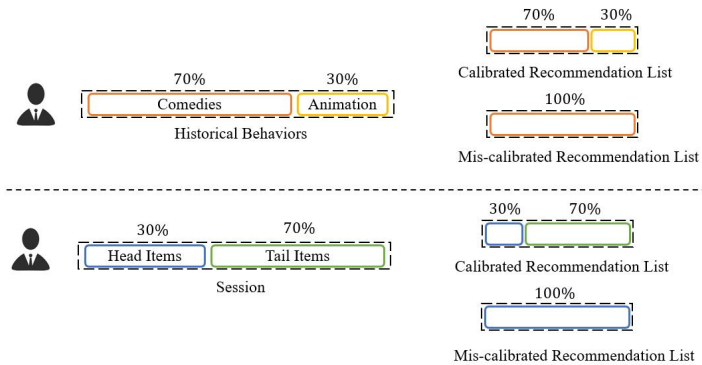 70% 30%
Comedies Animation
Historical Behaviors
70% 30%
Calibrated Recommendation List
100%
Mis-calibrated Recommendation List
30% 70%
Head Items Tail Items
Session
30% 70%
Calibrated Recommendation List
100%
Mis-calibrated Recommendation List